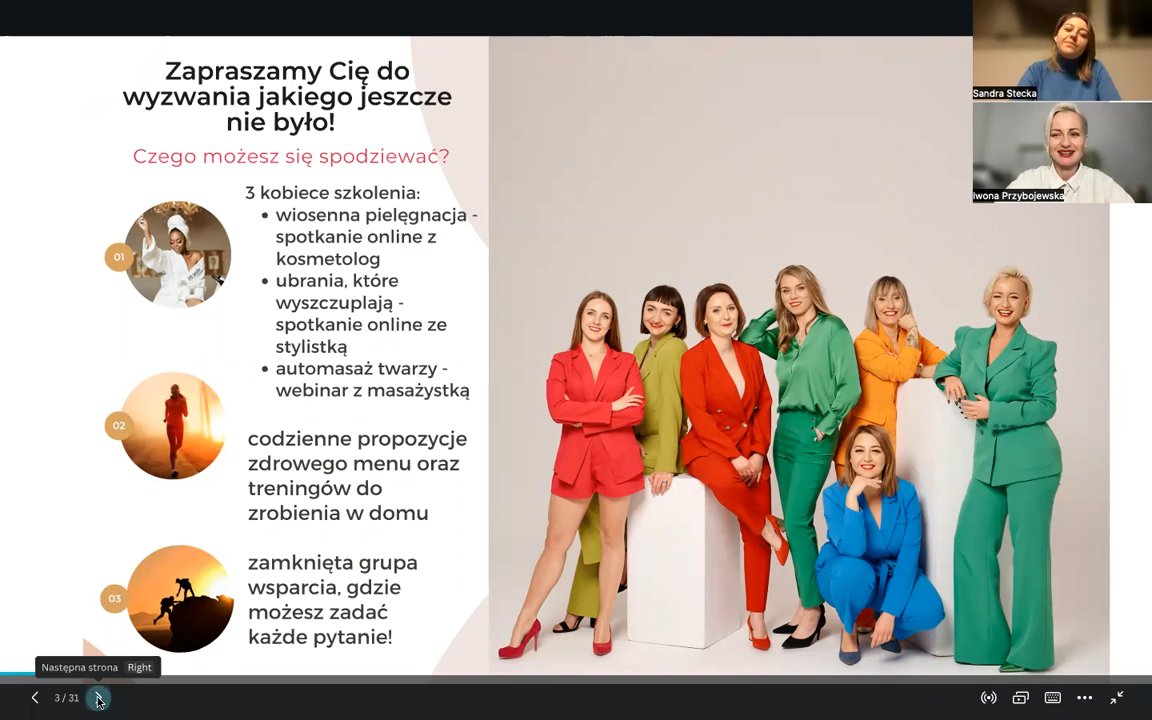 Zapraszamy Cię do
wyzwania jakiego jeszcze
nie było!
Czego możesz się spodziewać?
01
3 kobiece szkolenia:
• wiosenna pielęgnacja -
spotkanie online z
kosmetolog
• ubrania, które
wyszczuplają -
spotkanie online ze
stylistką
• automasaż twarzy -
webinar z masażystką
02
codzienne propozycje
zdrowego menu oraz
treningów do
zrobienia w domu
03
zamknięta grupa
wsparcia, gdzie
możesz zadać
każde pytanie!
Sandra Stecka
Iwona Przybojewska
Następna strona Right
3 / 31